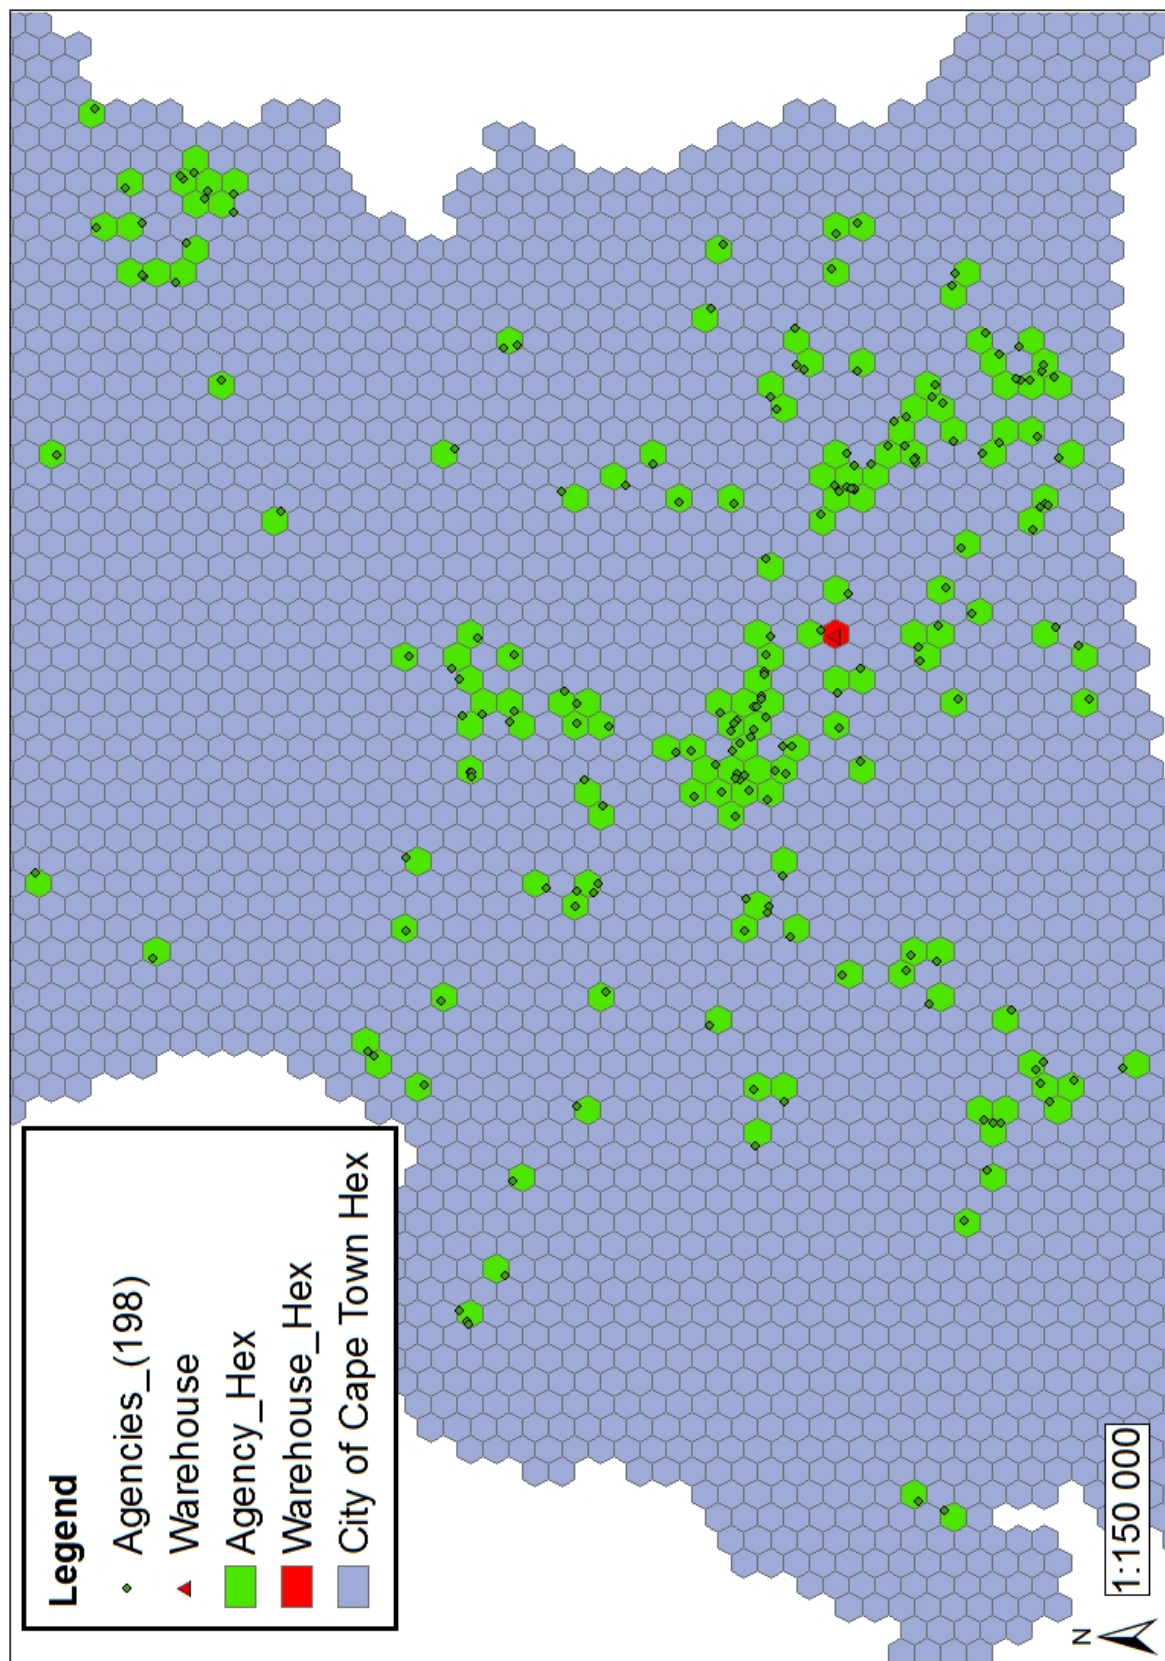 Legend
Agencies_(198)
Warehouse
Agency_Hex
Warehouse_Hex
City of Cape Town Hex
N
1:150 000